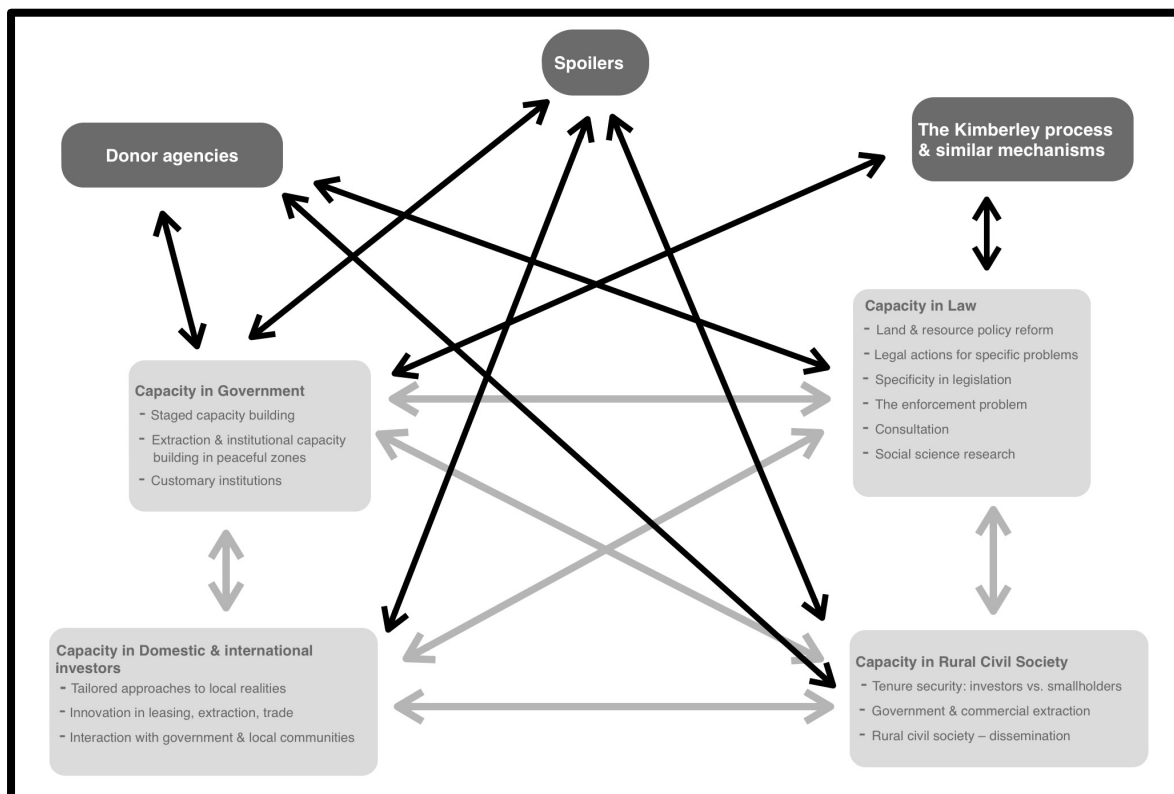 Spoilers
Donor agencies
The Kimberley process
& similar mechanisms
Capacity in Law
- Land & resource policy reform
- Legal actions for specific problems
- Specificity in legislation
- The enforcement problem
- Consultation
- Social science research
Capacity in Government
- Staged capacity building
- Extraction & institutional capacity
building in peaceful zones
- Customary institutions
Capacity in Domestic & international
investors
- Tailored approaches to local realities
- Innovation in leasing, extraction, trade
- Interaction with government & local communities
Capacity in Rural Civil Society
- Tenure security: investors vs. smallholders
- Government & commercial extraction
- Rural civil society – dissemination